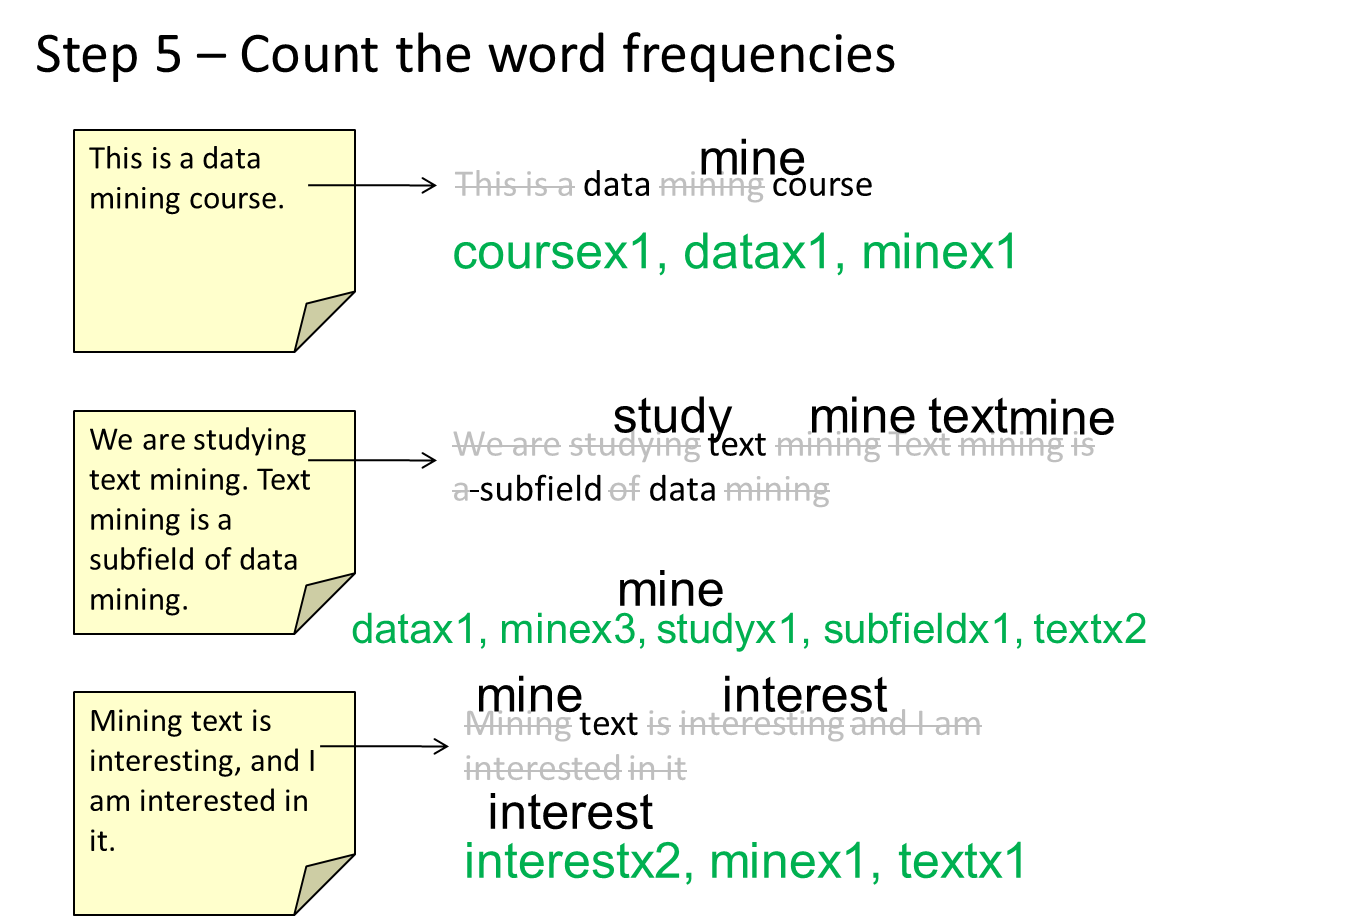 Step 5 – Count the word frequencies
This is a data
mining course.
mine
This is a data mining course
coursex1, datax1, minex1
We are studying
text mining. Text
mining is a
subfield of data
mining.
study mine textmine
We are studying text mining Text mining is
a-subfield of data mining
mine
datax1, minex3, studyx1, subfieldx1, textx2
Mining text is
interesting, and I
am interested in
it.
mine interest
Mining text is interesting and I am
interested in it
interest
interestx2, minex1, textx1